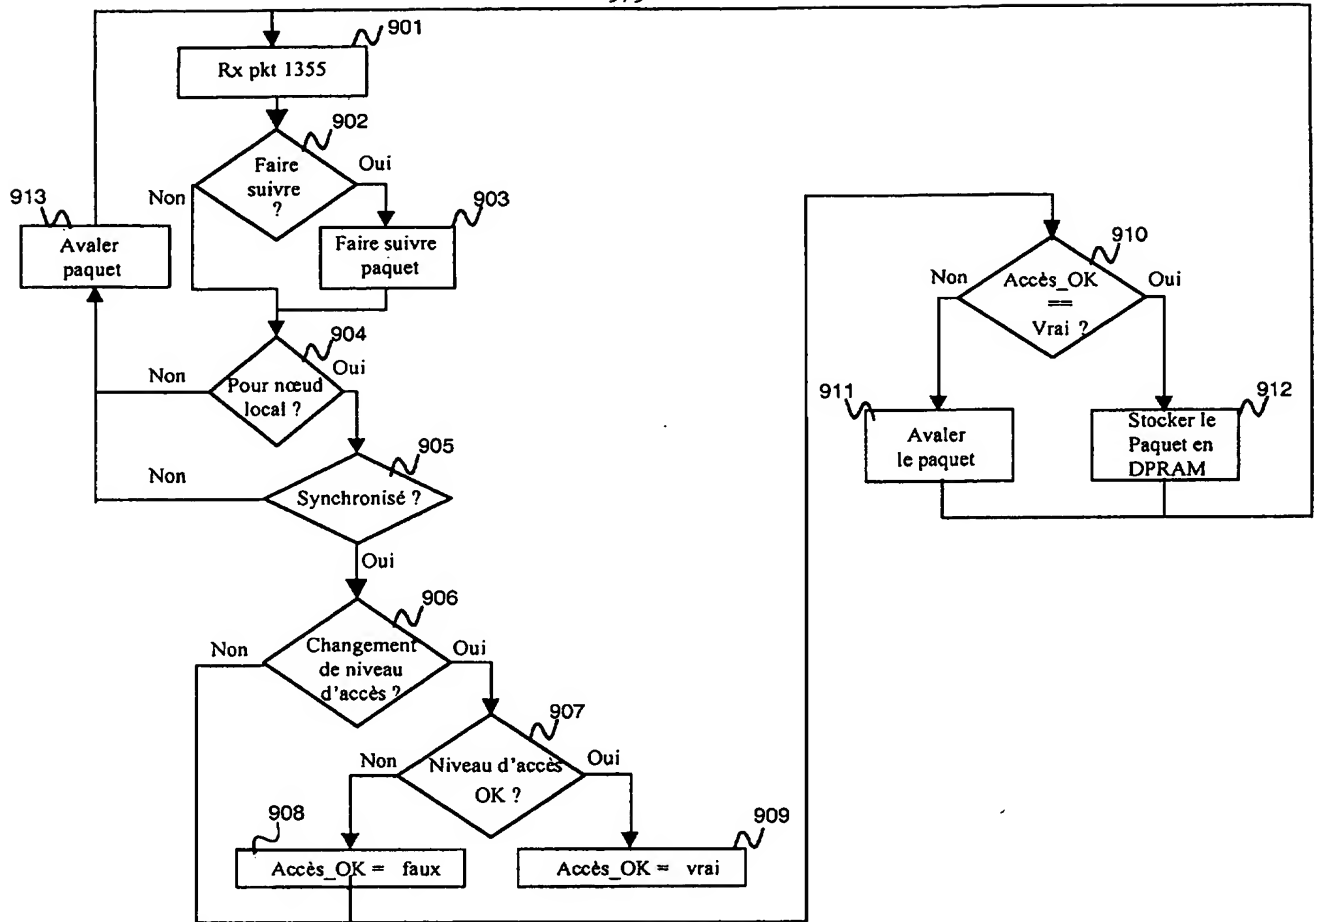 901
Rx pkt 1355
902
Faire
suivre
?
Oui
Non
903
Faire suivre
paquet
913
Avaler
paquet
904
Pour nœud
local ?
Oui
Non
905
Synchronisé ?
Non
Oui
906
Changement
de niveau
d'accès ?
Non
Oui
907
Niveau d'accès
OK ?
Non
Oui
908
Accès_OK = faux
909
Accès_OK = vrai
910
Accès_OK
==
Vrai ?
Non
Oui
911
Avaler
le paquet
912
Stocker le
Paquet en
DPRAM